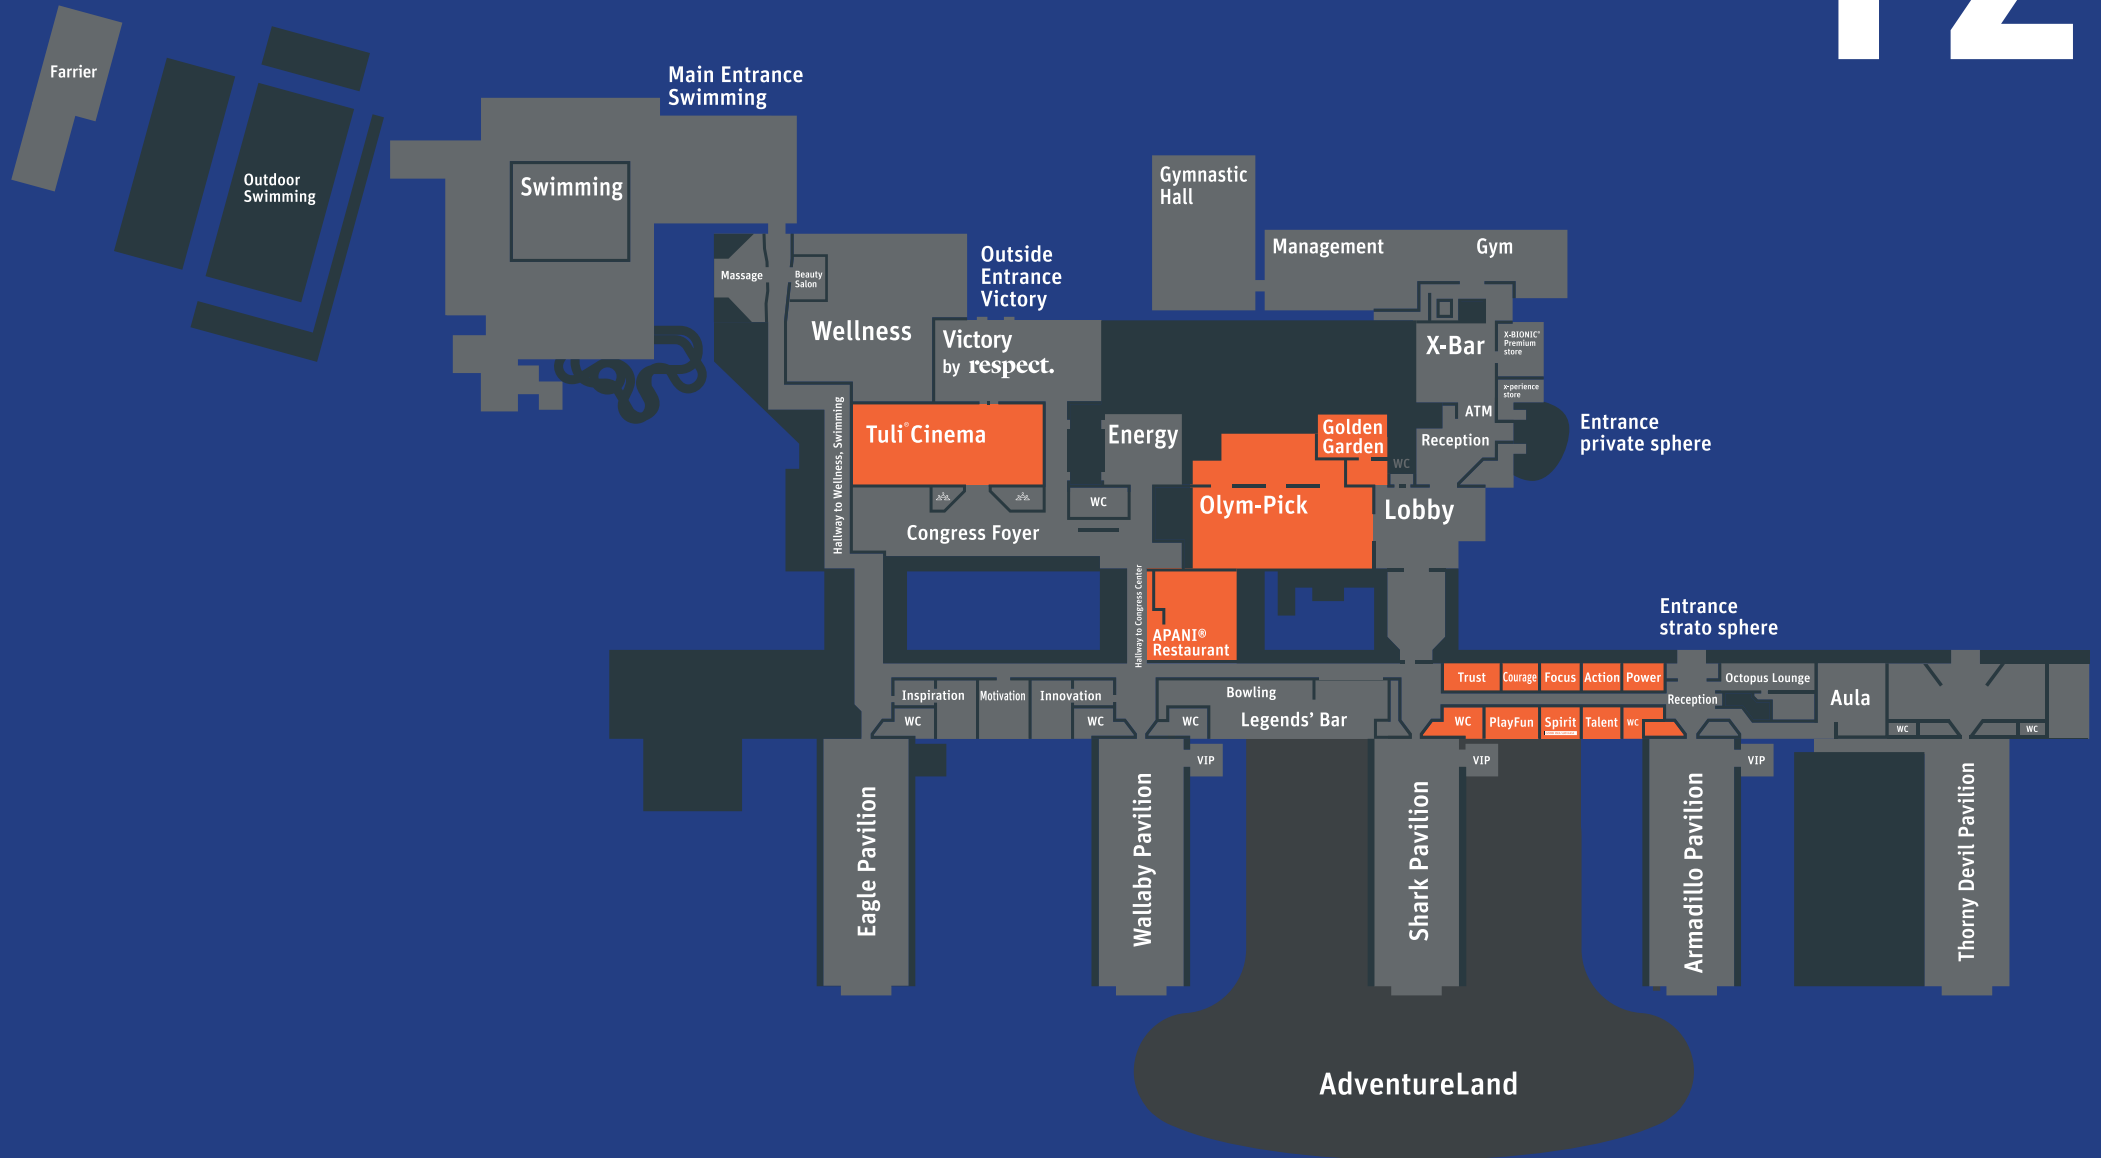 Farrier
Outdoor
Swimming
Main Entrance
Swimming
Swimming
Massage
Beauty
Salon
Wellness
Outside
Entrance
Victory
Victory
by respect.
Gymnastic
Hall
Management
Gym
X-Bar
X-BIONIC®
Premium
store
x-perience
store
ATM
Reception
Entrance
private sphere
Hallway to Wellness, Swimming
Tuli® Cinema
Energy
WC
Congress Foyer
Golden
Garden
WC
Olym-Pick
Lobby
Hallway to Congress Center
APANI®
Restaurant
Entrance
strato sphere
Inspiration
Motivation
Innovation
WC
WC
Bowling
WC
Legends' Bar
Trust
Courage
Focus
Action
Power
WC
PlayFun
Spirit
Talent
WC
Reception
Octopus Lounge
Aula
WC
WC
VIP
VIP
VIP
Eagle Pavilion
Wallaby Pavilion
Shark Pavilion
Armadillo Pavilion
Thorny Devil Pavilion
AdventureLand